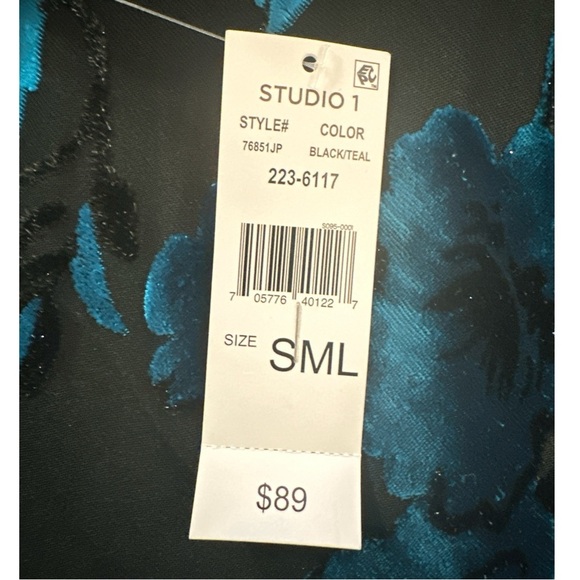 STUDIO 1
STYLE# COLOR
76851JP BLACK/TEAL
223-6117
7 05776 40122 7
SIZE SML
$89